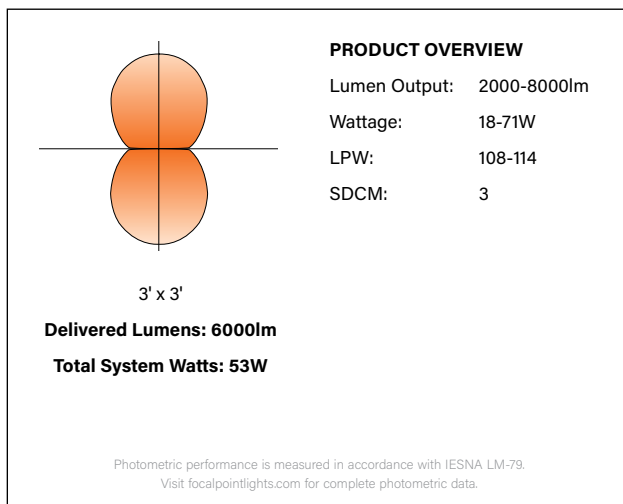 PRODUCT OVERVIEW
Lumen Output: 2000-8000lm
Wattage: 18-71W
LPW: 108-114
SDCM: 3
3' x 3'
Delivered Lumens: 6000lm
Total System Watts: 53W
Photometric performance is measured in accordance with IESNA LM-79.
Visit focalpointlights.com for complete photometric data.